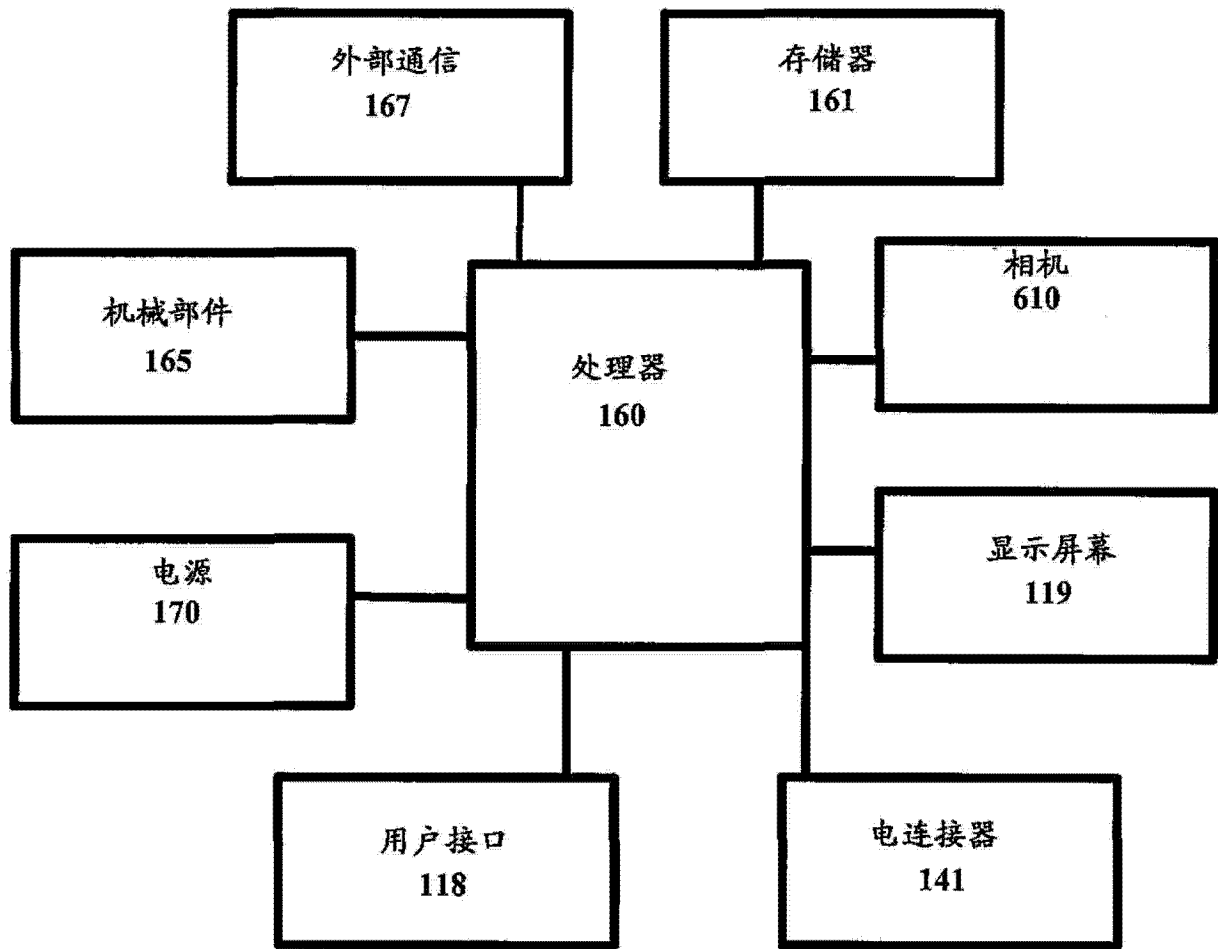 外部通信
167
存储器
161
相机
610
机械部件
165
处理器
160
显示屏幕
119
电源
170
用户接口
118
电连接器
141